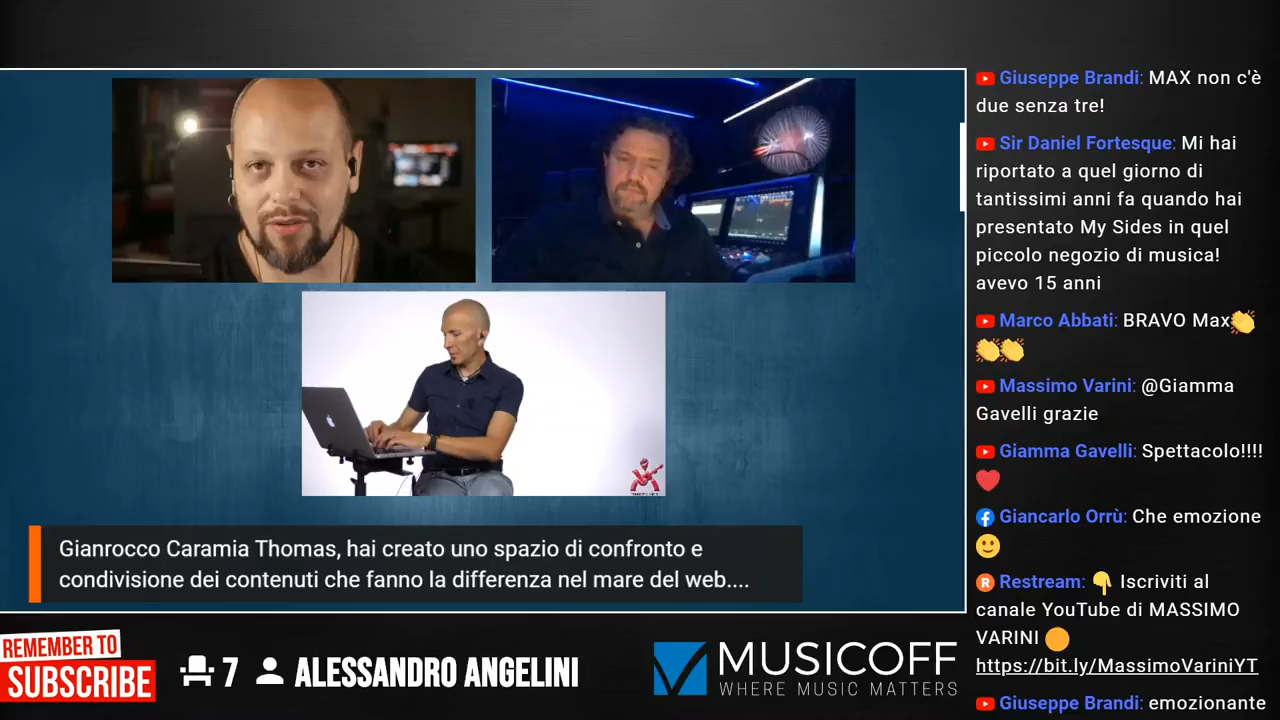 Gianrocco Caramia Thomas, hai creato uno spazio di confronto e
condivisione dei contenuti che fanno la differenza nel mare del web....
REMEMBER TO
SUBSCRIBE
7 ALESSANDRO ANGELINI
MUSICOFF
WHERE MUSIC MATTERS
Giuseppe Brandi: MAX non c'è
due senza tre!
Sir Daniel Fortesque: Mi hai
riportato a quel giorno di
tantissimi anni fa quando hai
presentato My Sides in quel
piccolo negozio di musica!
avevo 15 anni
Marco Abbati: BRAVO Max👏
👏👏
Massimo Varini: @Giamma
Gavelli grazie
Giamma Gavelli: Spettacolo!!!!
❤️
Giancarlo Orrù: Che emozione
🙂
R Restream: 👇 Iscriviti al
canale YouTube di MASSIMO
VARINI 🟠
https://bit.ly/MassimoVariniYT
Giuseppe Brandi: emozionante